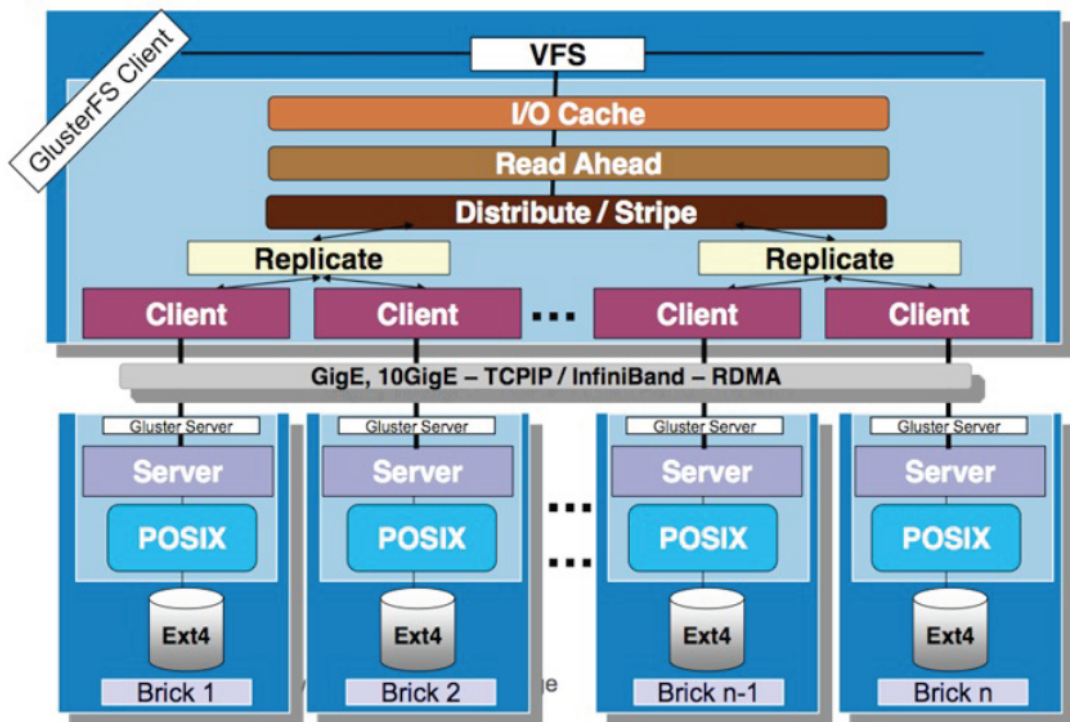 GlusterFS Client
VFS
I/O Cache
Read Ahead
Distribute / Stripe
Replicate Replicate
Client Client ... Client Client
GigE, 10GigE – TCPIP / InfiniBand – RDMA
Gluster Server Gluster Server Gluster Server Gluster Server
Server Server Server Server
...
POSIX POSIX POSIX POSIX
...
Ext4 Ext4 Ext4 Ext4
Brick 1 Brick 2 Brick n-1 Brick n